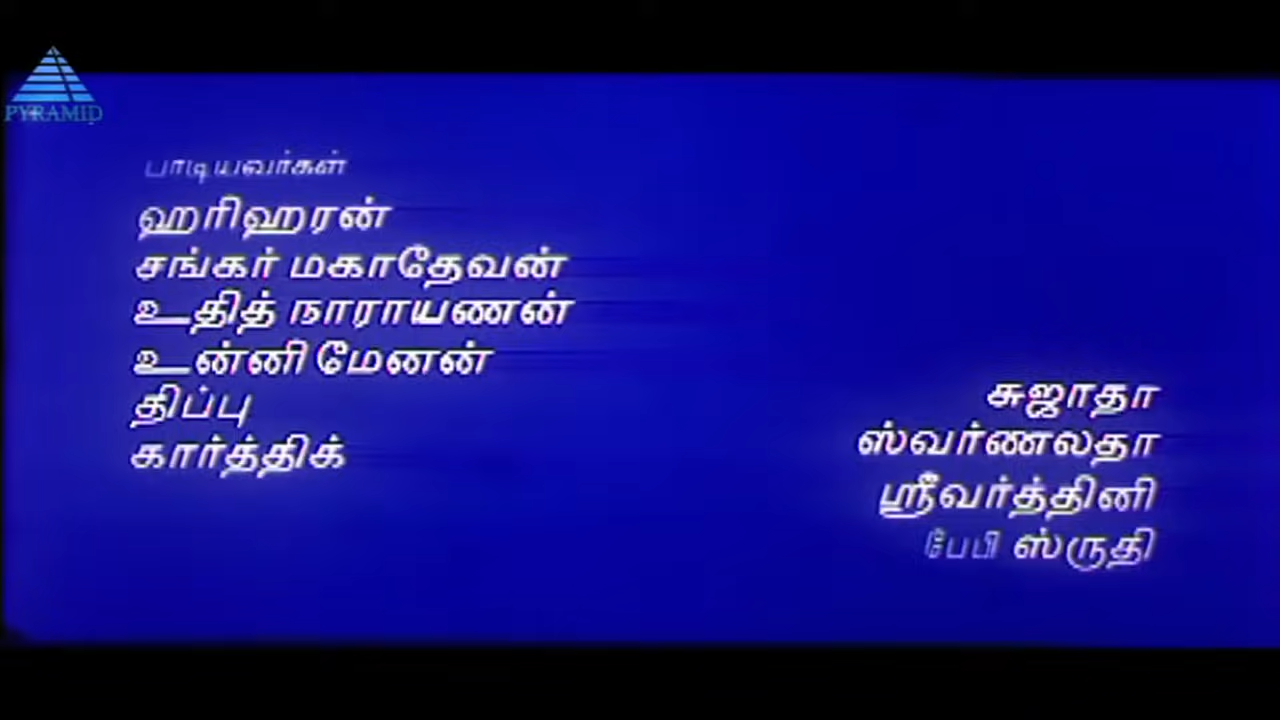 PYRAMID
பாடியவர்கள்
ஹரிஹரன்
சங்கர் மகாதேவன்
உதித் நாராயணன்
உன்னி மேனன்
திப்பு
கார்த்திக்
சுஜாதா
ஸ்வர்ணலதா
ஸ்ரீவர்த்தினி
பேபி ஸ்ருதி